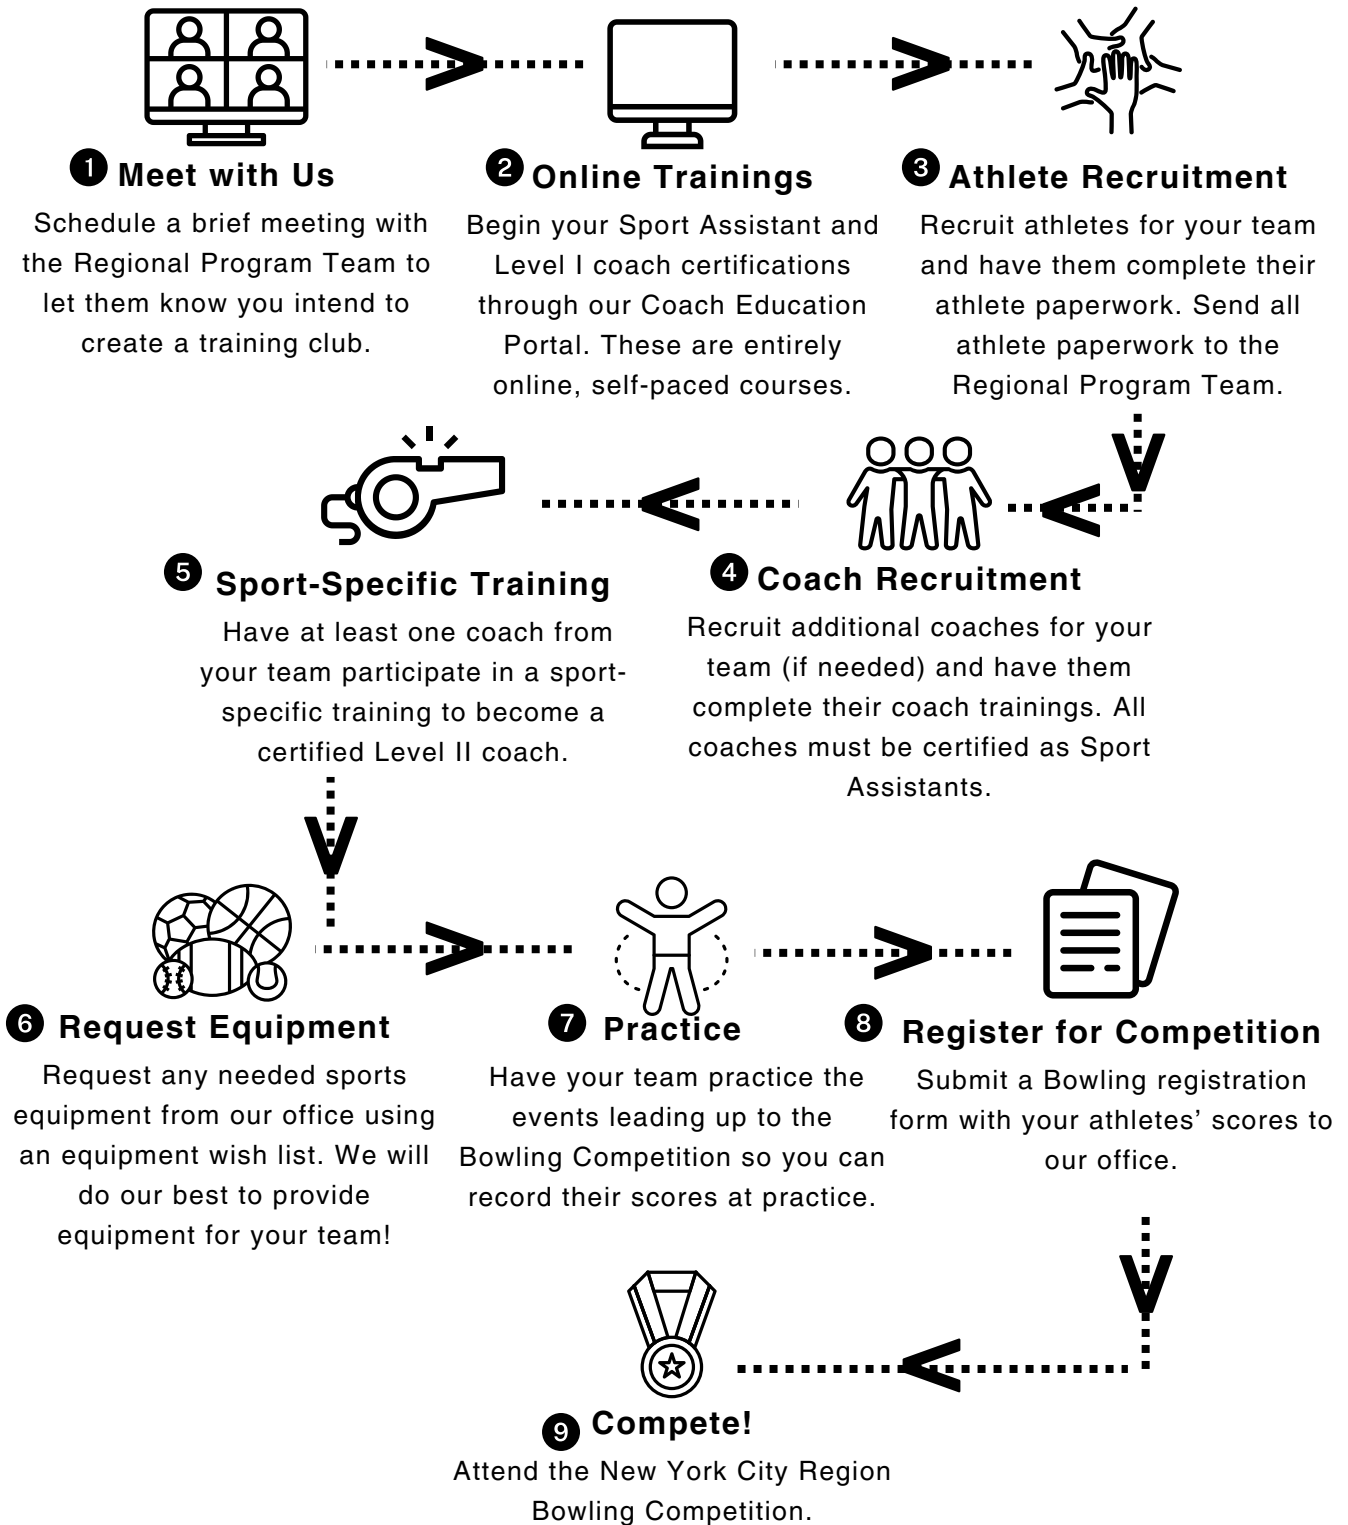 1 Meet with Us
Schedule a brief meeting with
the Regional Program Team to
let them know you intend to
create a training club.
2 Online Trainings
Begin your Sport Assistant and
Level I coach certifications
through our Coach Education
Portal. These are entirely
online, self-paced courses.
3 Athlete Recruitment
Recruit athletes for your team
and have them complete their
athlete paperwork. Send all
athlete paperwork to the
Regional Program Team.
4 Coach Recruitment
Recruit additional coaches for your
team (if needed) and have them
complete their coach trainings. All
coaches must be certified as Sport
Assistants.
5 Sport-Specific Training
Have at least one coach from
your team participate in a sport-
specific training to become a
certified Level II coach.
6 Request Equipment
Request any needed sports
equipment from our office using
an equipment wish list. We will
do our best to provide
equipment for your team!
7 Practice
Have your team practice the
events leading up to the
Bowling Competition so you can
record their scores at practice.
8 Register for Competition
Submit a Bowling registration
form with your athletes’ scores to
our office.
9 Compete!
Attend the New York City Region
Bowling Competition.